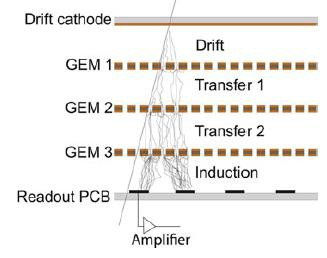 Drift cathode
Drift
GEM 1
Transfer 1
GEM 2
Transfer 2
GEM 3
Induction
Readout PCB
Amplifier